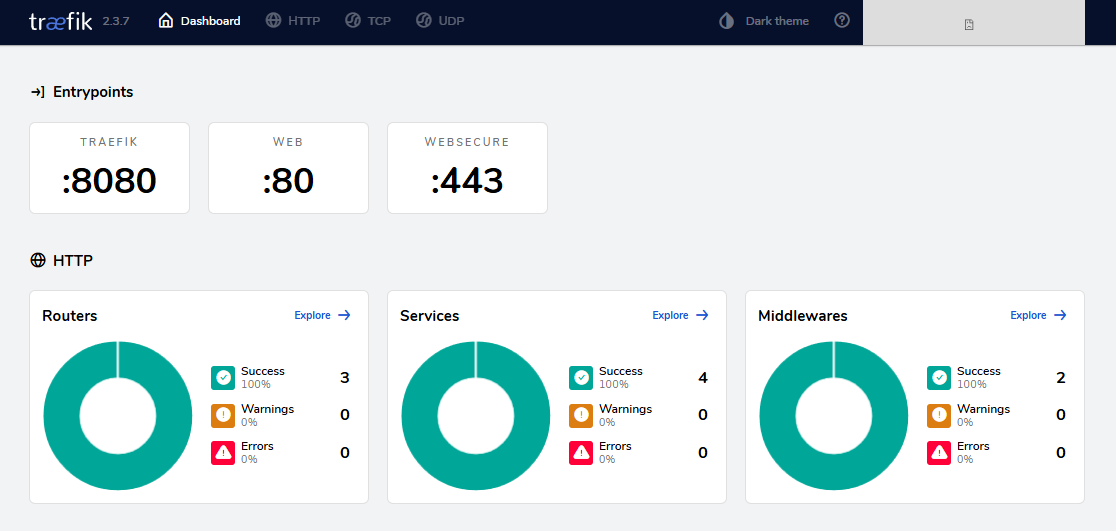 træfik 2.3.7 Dashboard HTTP TCP UDP Dark theme
Entrypoints
TRAEFIK WEB WEBSECURE
:8080 :80 :443
HTTP
Routers Explore
Success 3
100%
Warnings 0
0%
Errors 0
0%
Services Explore
Success 4
100%
Warnings 0
0%
Errors 0
0%
Middlewares Explore
Success 2
100%
Warnings 0
0%
Errors 0
0%